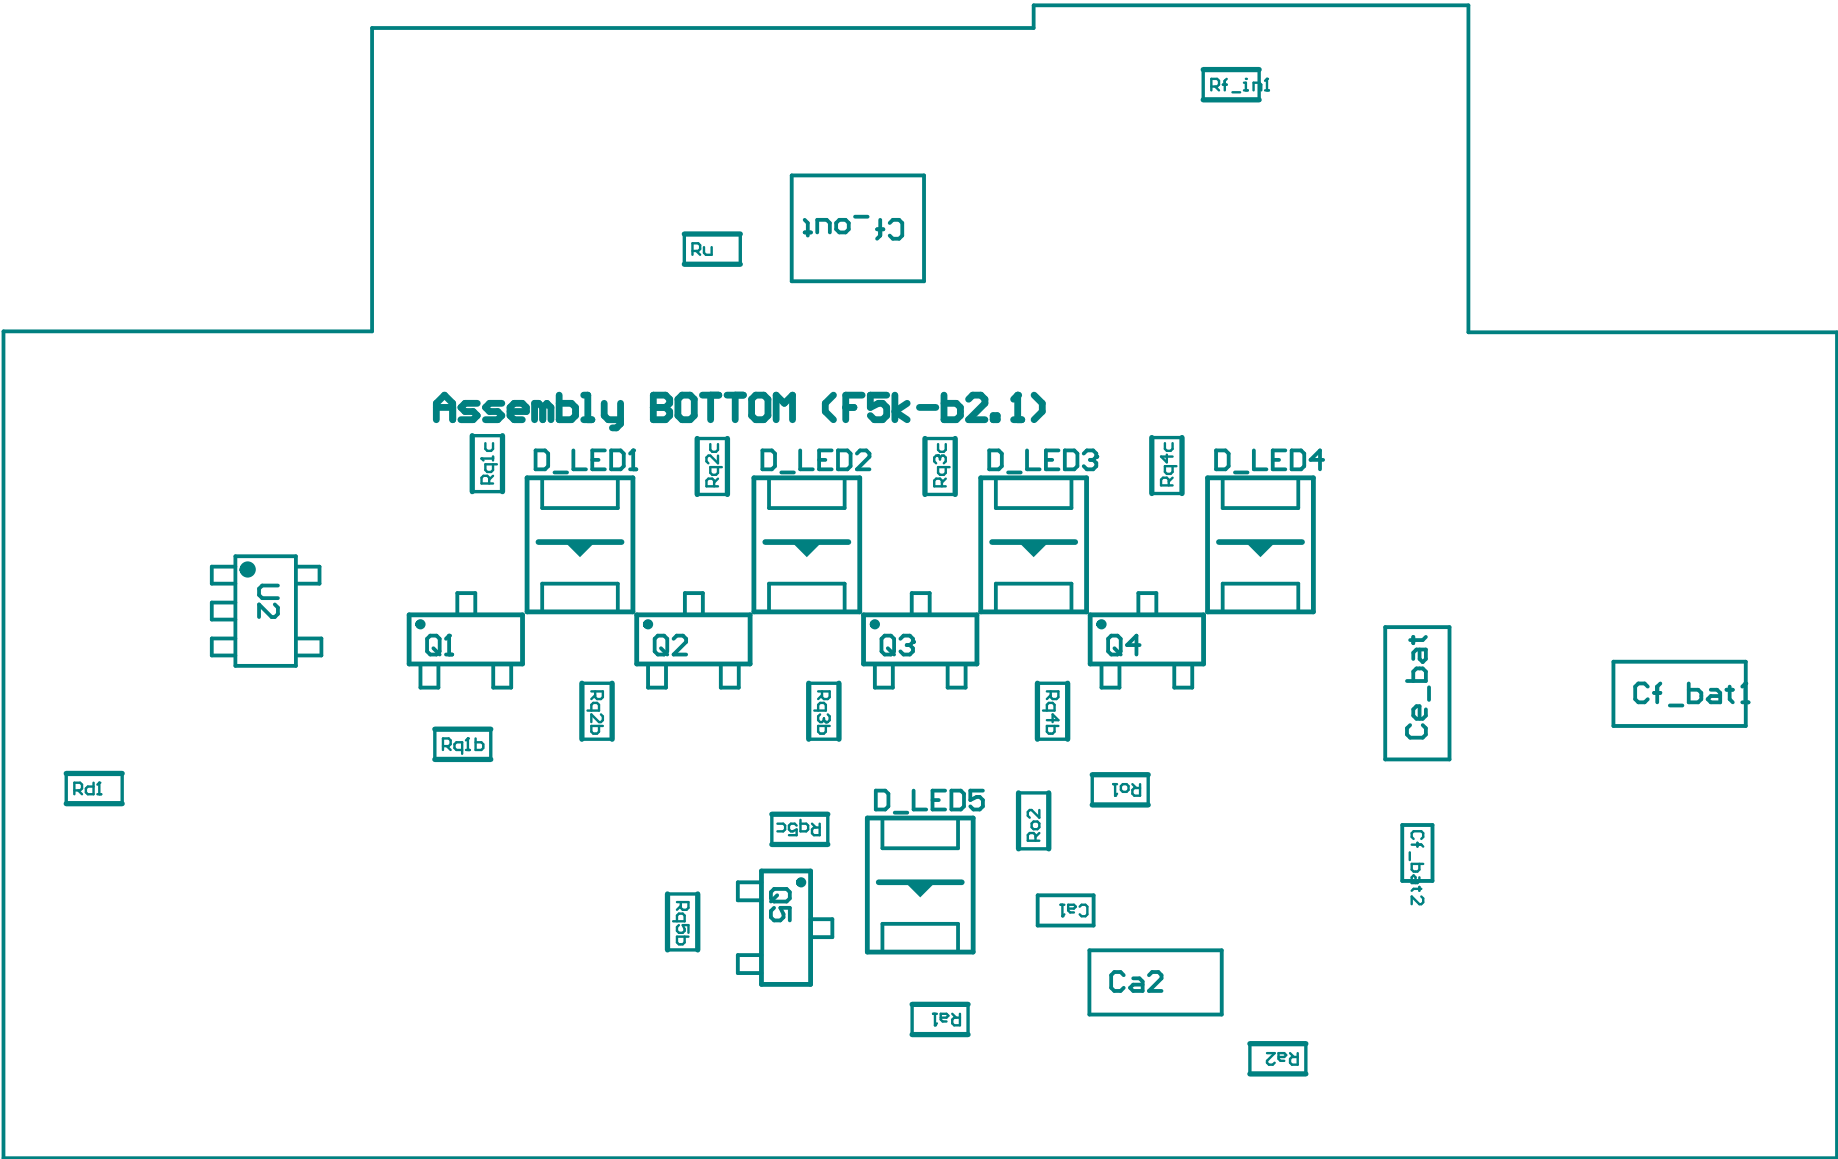 Rf_in1
Cf_out
Ru
Assembly BOTTOM (F5k-b2.1)
Rq1c
D_LED1
Rq2c
D_LED2
Rq3c
D_LED3
Rq4c
D_LED4
U2
Q1
Q2
Q3
Q4
Ce_bat
Cf_bat1
Rq2b
Rq3b
Rq4b
Rq1b
Rd1
Ro1
D_LED5
Ro2
Rq5c
Cf_bat2
Q5
Rq5b
Ca1
Ca2
Ra1
Ra2